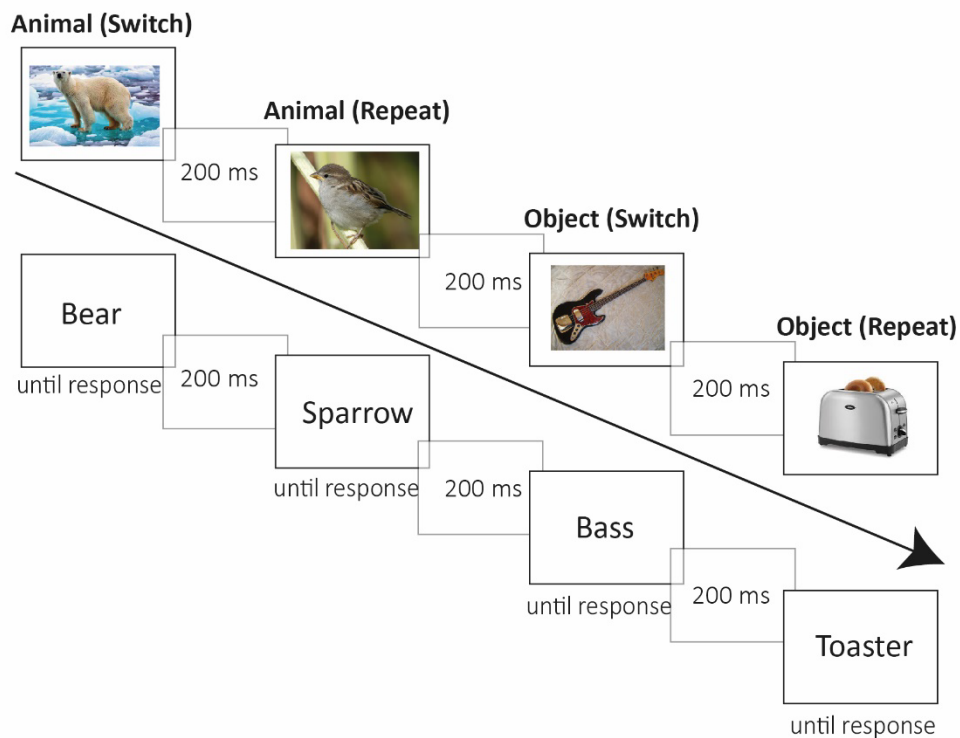 Animal (Switch)
200 ms
Animal (Repeat)
200 ms
Object (Switch)
200 ms
Object (Repeat)
Bear
until response
200 ms
Sparrow
until response
200 ms
Bass
until response
200 ms
Toaster
until response